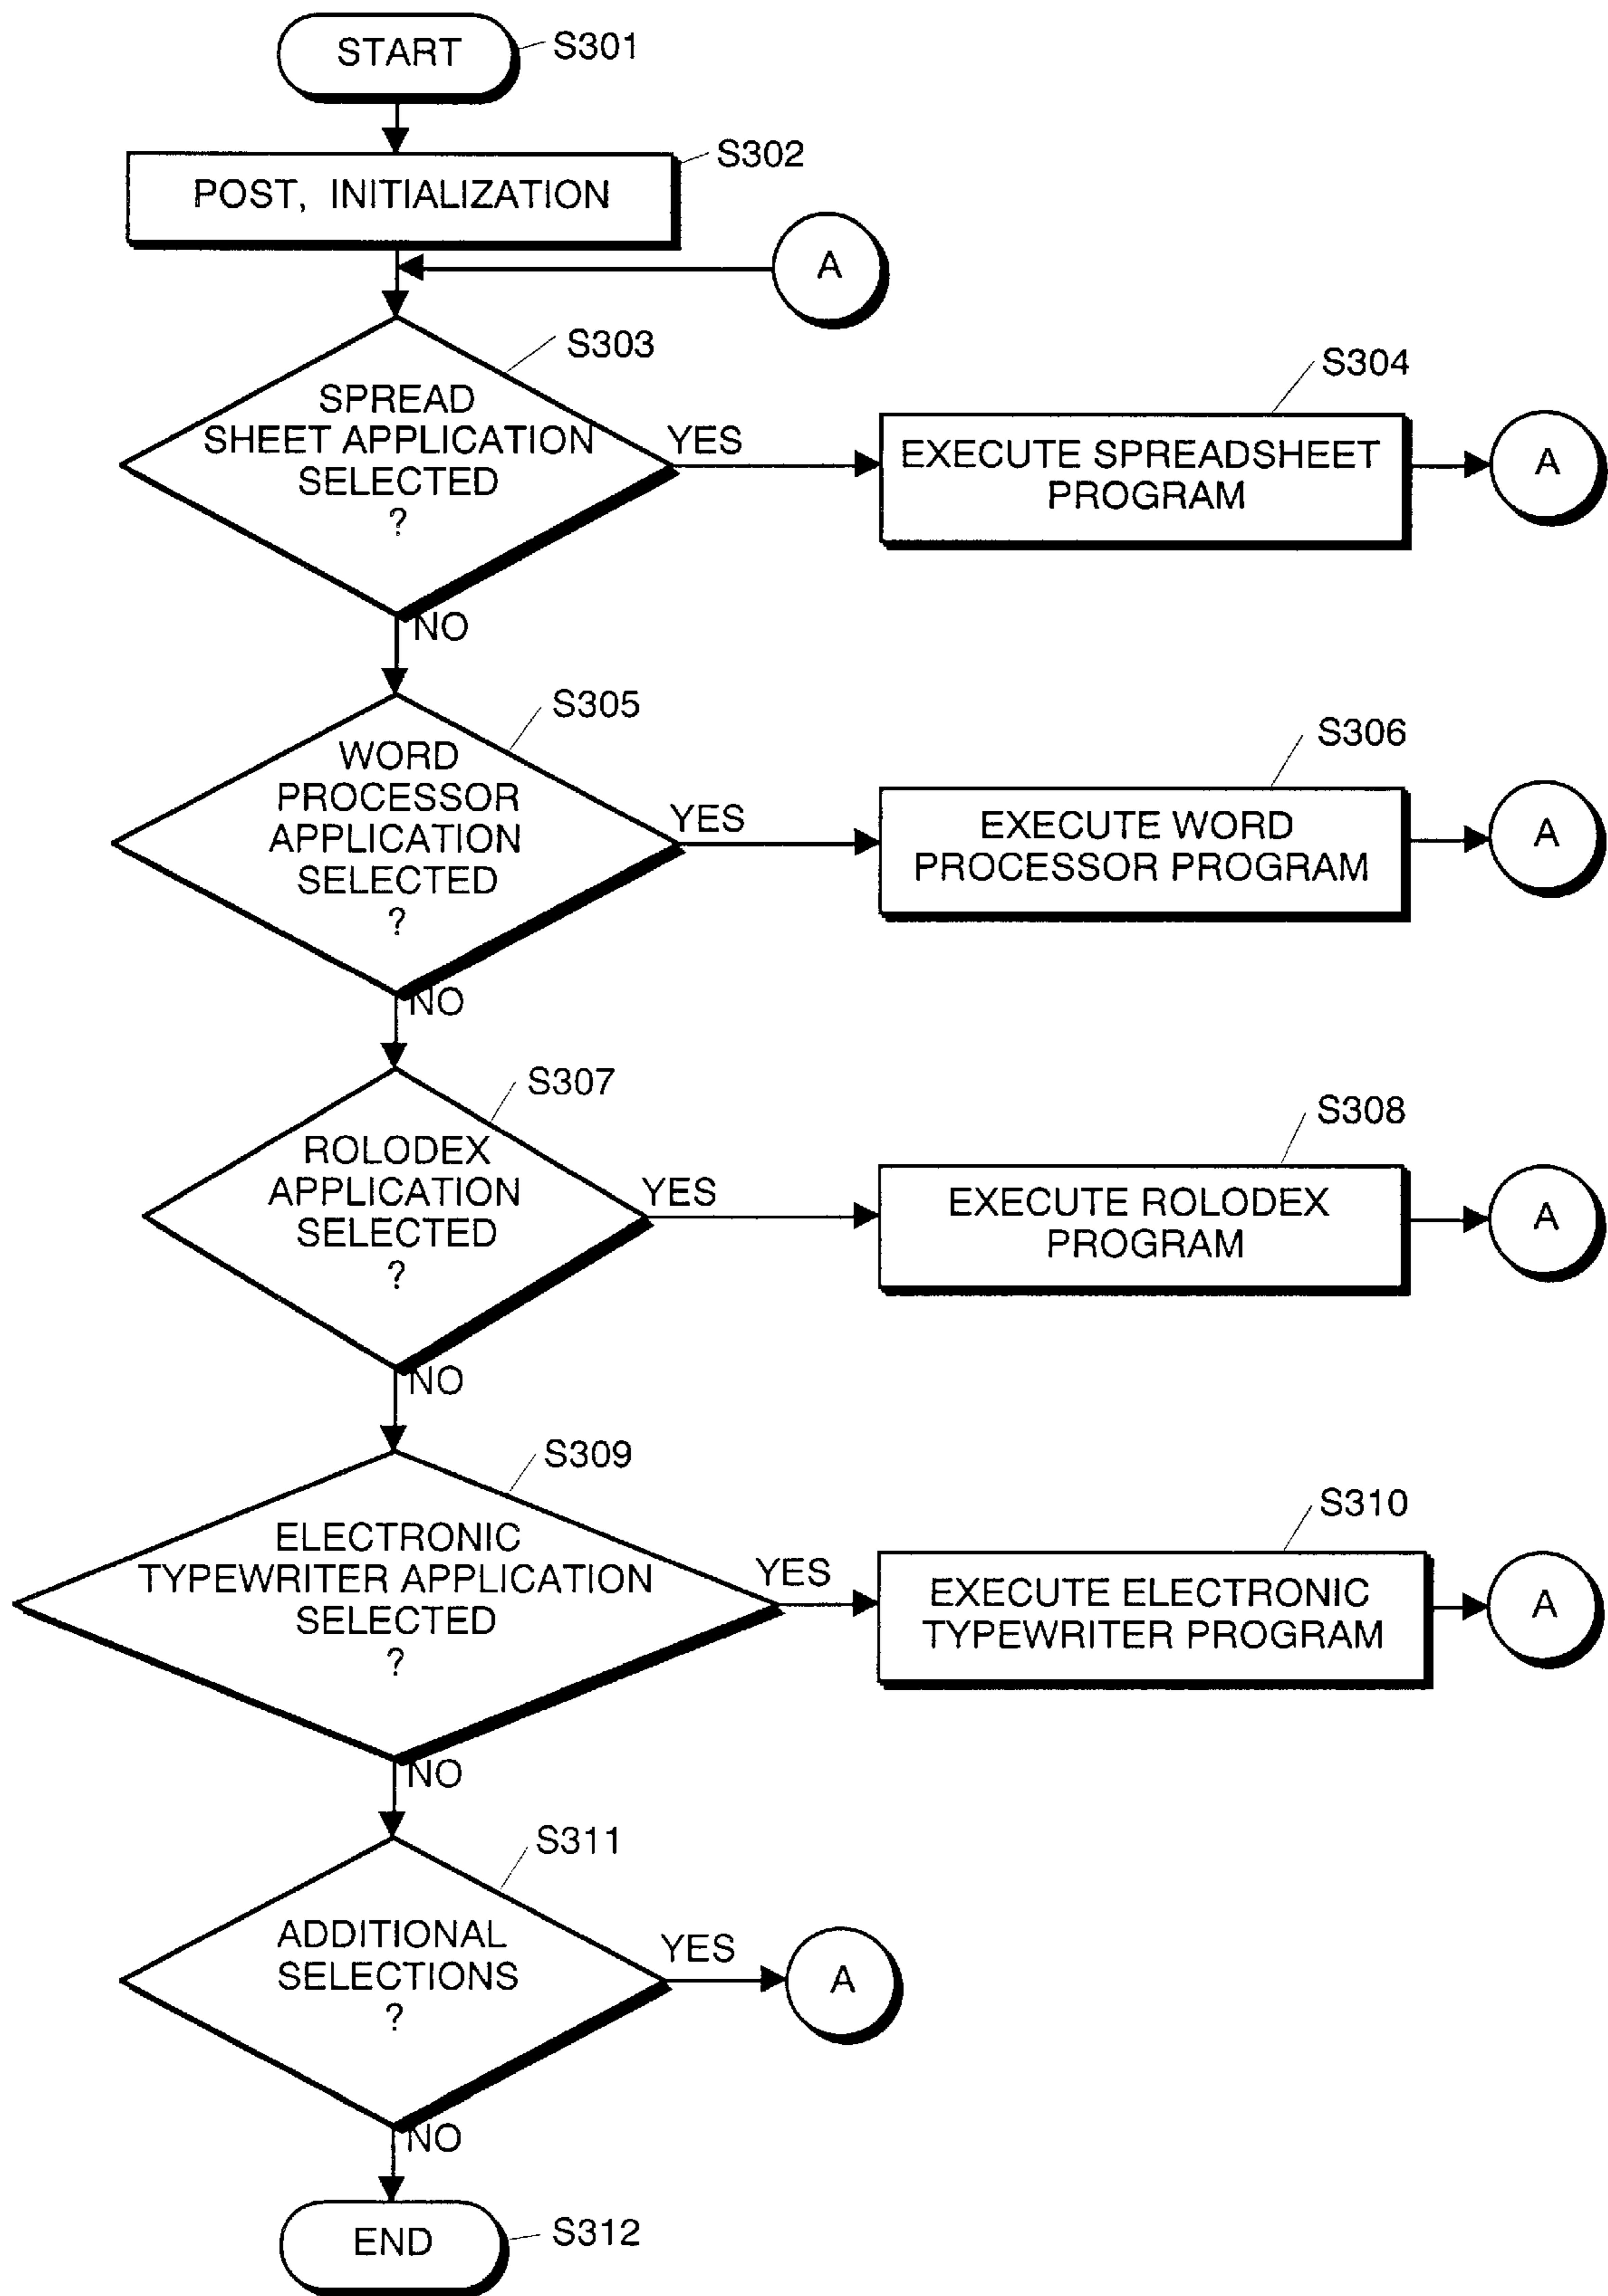 START
S301
S302
POST, INITIALIZATION
A
S303
SPREAD
SHEET APPLICATION
SELECTED
?
YES
S304
EXECUTE SPREADSHEET
PROGRAM
A
NO
S305
WORD
PROCESSOR
APPLICATION
SELECTED
?
YES
S306
EXECUTE WORD
PROCESSOR PROGRAM
A
NO
S307
ROLODEX
APPLICATION
SELECTED
?
YES
S308
EXECUTE ROLODEX
PROGRAM
A
NO
S309
ELECTRONIC
TYPEWRITER APPLICATION
SELECTED
?
YES
S310
EXECUTE ELECTRONIC
TYPEWRITER PROGRAM
A
NO
S311
ADDITIONAL
SELECTIONS
?
YES
A
NO
END
S312